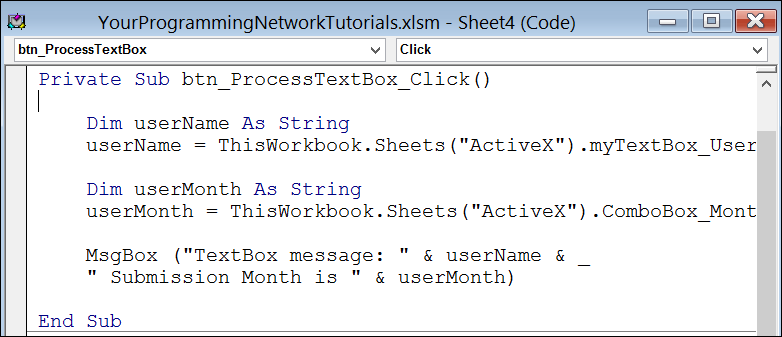 YourProgrammingNetworkTutorials.xlsm - Sheet4 (Code)
btn_ProcessTextBox Click
Private Sub btn_ProcessTextBox_Click()
Dim userName As String
userName = ThisWorkbook.Sheets("ActiveX").myTextBox_User
Dim userMonth As String
userMonth = ThisWorkbook.Sheets("ActiveX").ComboBox_Mont
MsgBox ("TextBox message: " & userName & _
" Submission Month is " & userMonth)
End Sub